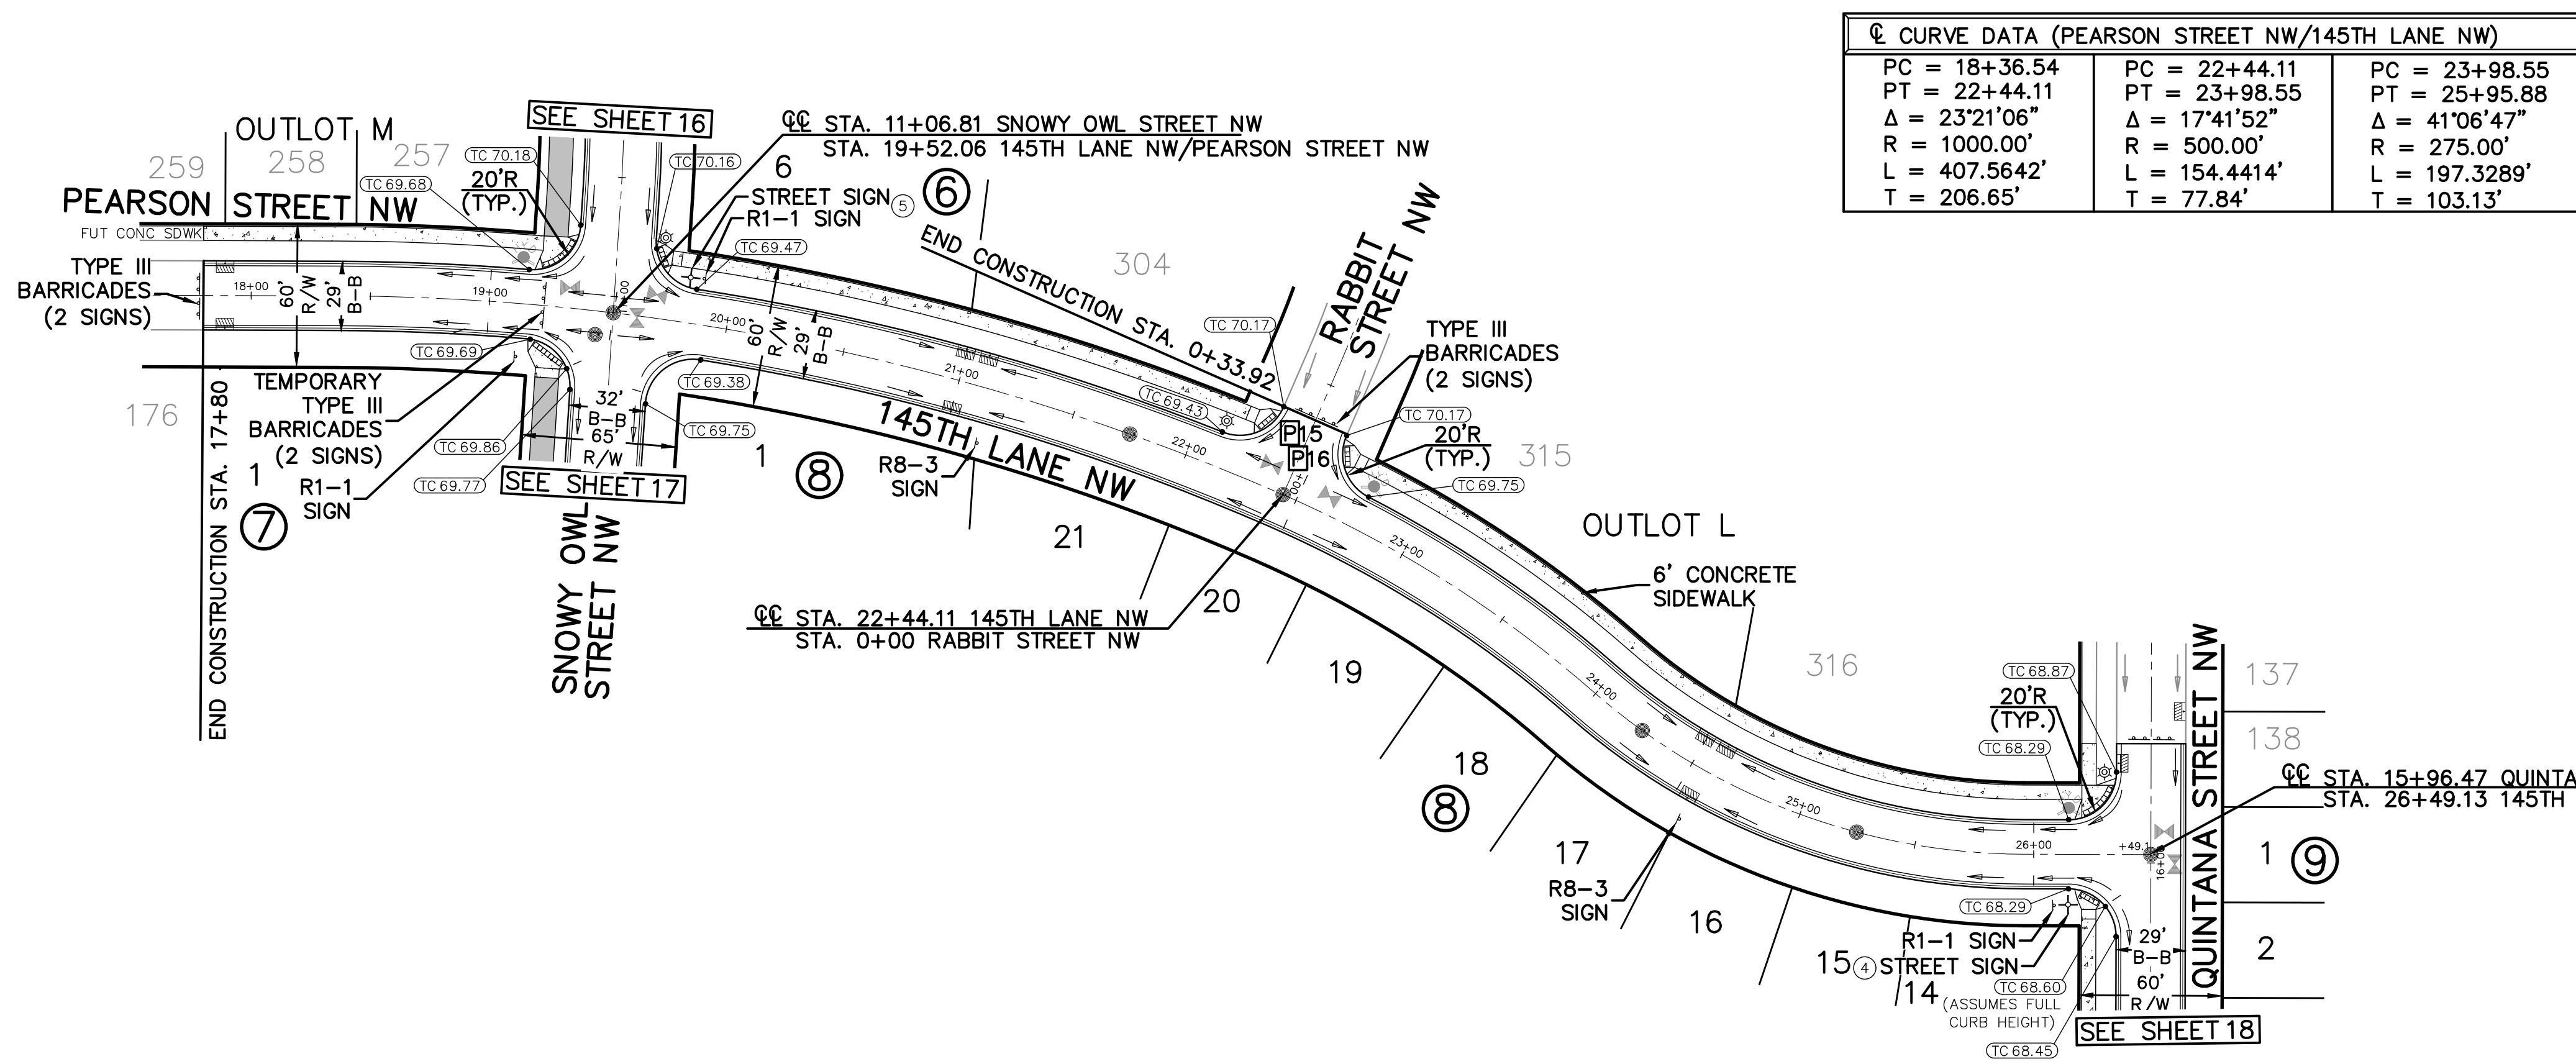 ℄ CURVE DATA (PEARSON STREET NW/145TH LANE NW)
PC = 18+36.54
PT = 22+44.11
Δ = 23°21'06"
R = 1000.00'
L = 407.5642'
T = 206.65'
PC = 22+44.11
PT = 23+98.55
Δ = 17°41'52"
R = 500.00'
L = 154.4414'
T = 77.84'
PC = 23+98.55
PT = 25+95.88
Δ = 41°06'47"
R = 275.00'
L = 197.3289'
T = 103.13'
SEE SHEET 16
OUTLOT M
259
258
257
TC 70.18
TC 70.16
TC 69.68
20'R
(TYP.)
PEARSON STREET NW
FUT CONC SDWK
TYPE III
BARRICADES
(2 SIGNS)
60'
R/W
29'
B-B
18+00
19+00
℄ STA. 11+06.81 SNOWY OWL STREET NW
STA. 19+52.06 145TH LANE NW/PEARSON STREET NW
6
STREET SIGN 5
R1-1 SIGN
6
TC 69.47
END CONSTRUCTION STA. 0+33.92
304
RABBIT
STREET NW
TC 70.17
TYPE III
BARRICADES
(2 SIGNS)
20+00
60'
R/W
29'
B-B
21+00
TC 69.43
22+00
P15
P16
TC 70.17
20'R
(TYP.)
315
TC 69.75
TC 69.69
TC 69.38
176
END CONSTRUCTION STA. 17+80
TEMPORARY
TYPE III
BARRICADES
(2 SIGNS)
TC 69.86
TC 69.77
1
7
R1-1
SIGN
32'
B-B
65'
R/W
TC 69.75
SEE SHEET 17
SNOWY OWL
STREET NW
1
8
R8-3
SIGN
145TH LANE NW
21
20
19
18
8
17
16
15
14
℄ STA. 22+44.11 145TH LANE NW
STA. 0+00 RABBIT STREET NW
23+00
OUTLOT L
6' CONCRETE
SIDEWALK
24+00
316
25+00
R8-3
SIGN
TC 68.87
20'R
(TYP.)
TC 68.29
QUINTANA STREET NW
137
138
℄ STA. 15+96.47 QUINTA
STA. 26+49.13 145TH
26+00
+49.1
16+0
1
9
2
TC 68.29
R1-1 SIGN
4 STREET SIGN
TC 68.60
(ASSUMES FULL
CURB HEIGHT)
TC 68.45
29'
B-B
60'
R/W
SEE SHEET 18